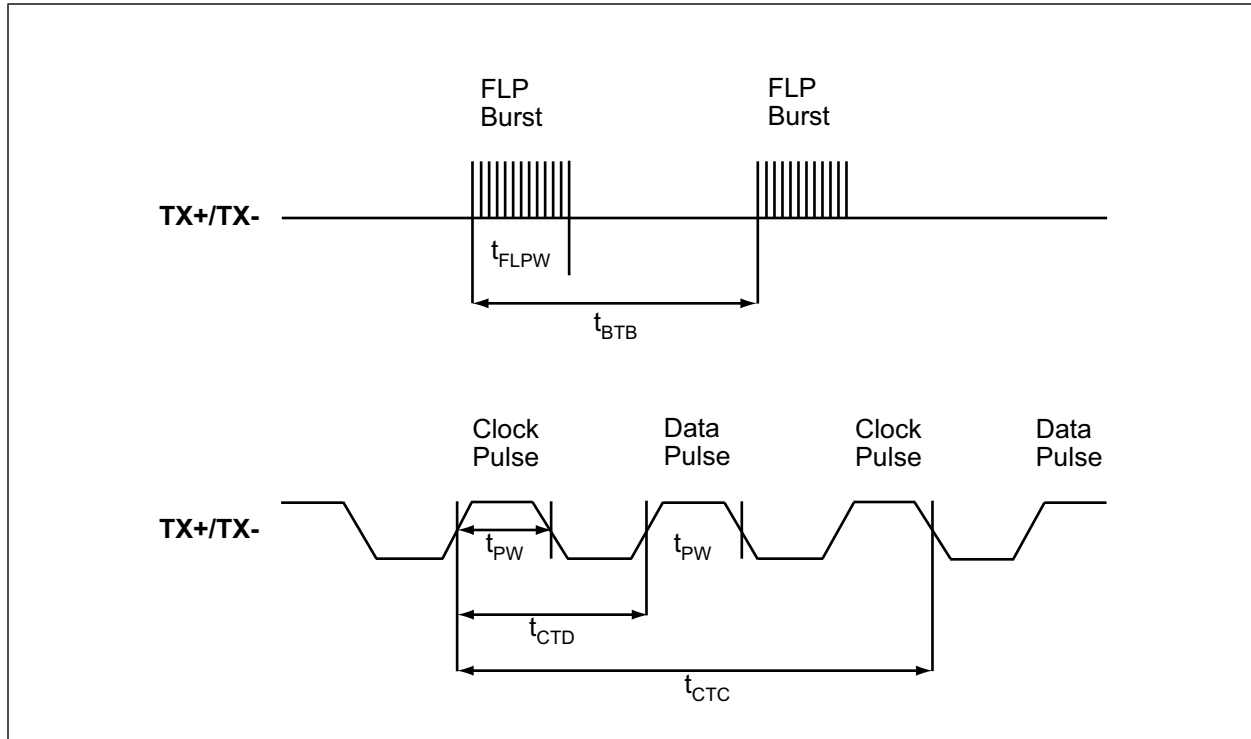 FLP
Burst
FLP
Burst
TX+/TX-
tFLPW
tBTB
Clock
Pulse
Data
Pulse
Clock
Pulse
Data
Pulse
TX+/TX-
tPW
tPW
tCTD
tCTC